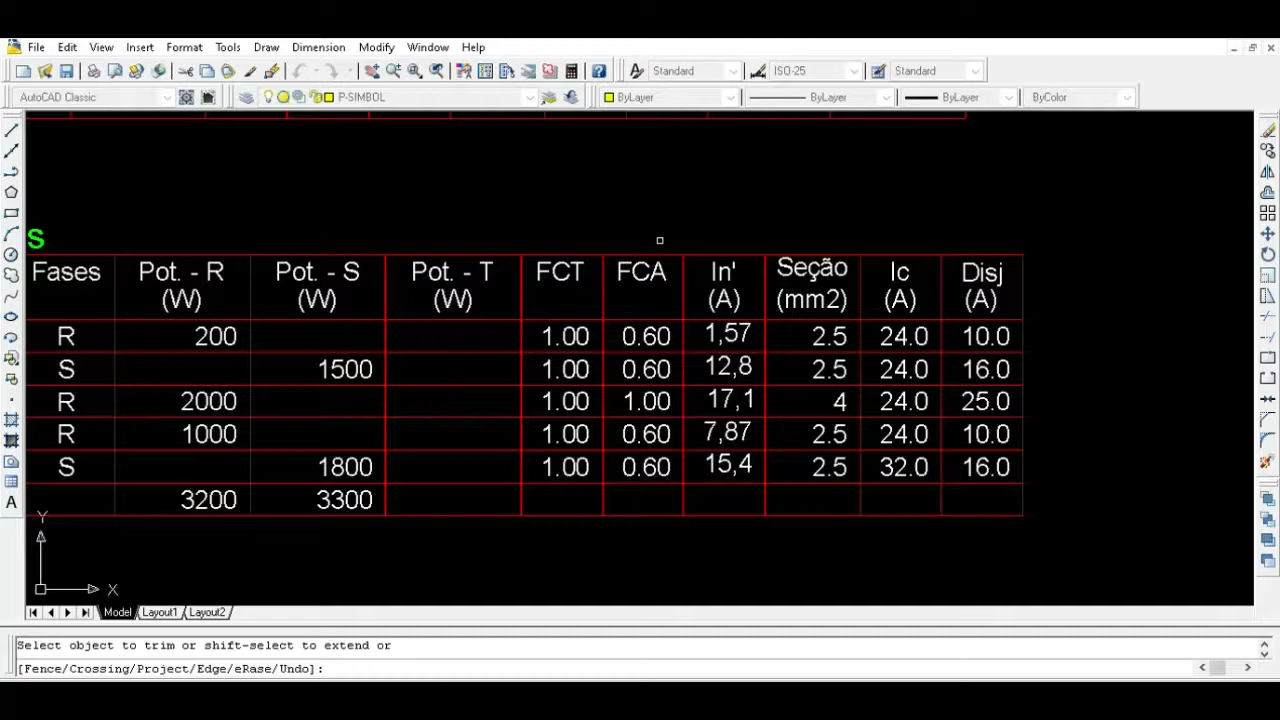 File Edit View Insert Format Tools Draw Dimension Modify Window Help
Standard ISO-25 Standard
AutoCAD Classic P-SIMBOL ByLayer ByLayer ByLayer ByColor
S
Fases Pot. - R (W) Pot. - S (W) Pot. - T (W) FCT FCA In' (A) Seção (mm2) Ic (A) Disj (A)
R 200 1.00 0.60 1,57 2.5 24.0 10.0
S 1500 1.00 0.60 12,8 2.5 24.0 16.0
R 2000 1.00 1.00 17,1 4 24.0 25.0
R 1000 1.00 0.60 7,87 2.5 24.0 10.0
S 1800 1.00 0.60 15,4 2.5 32.0 16.0
3200 3300
A
Y
X
Model Layout1 Layout2
Select object to trim or shift-select to extend or
[Fence/Crossing/Project/Edge/eRase/Undo]: